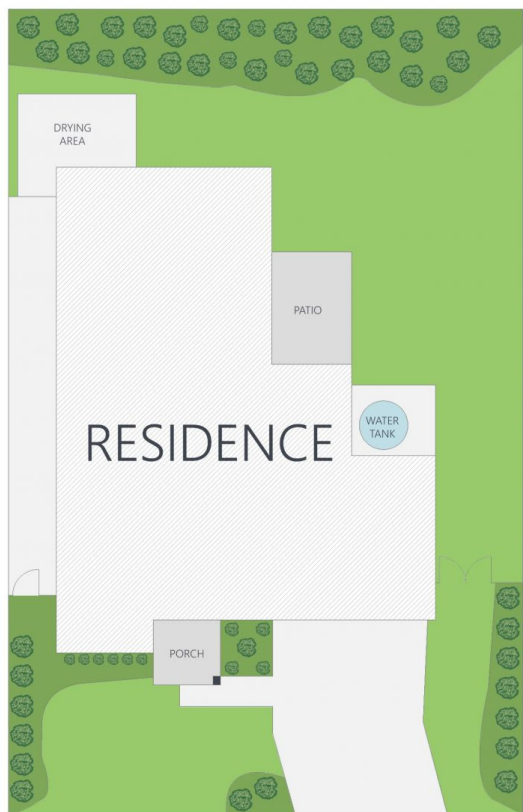 DRYING
AREA
PATIO
WATER
TANK
RESIDENCE
PORCH